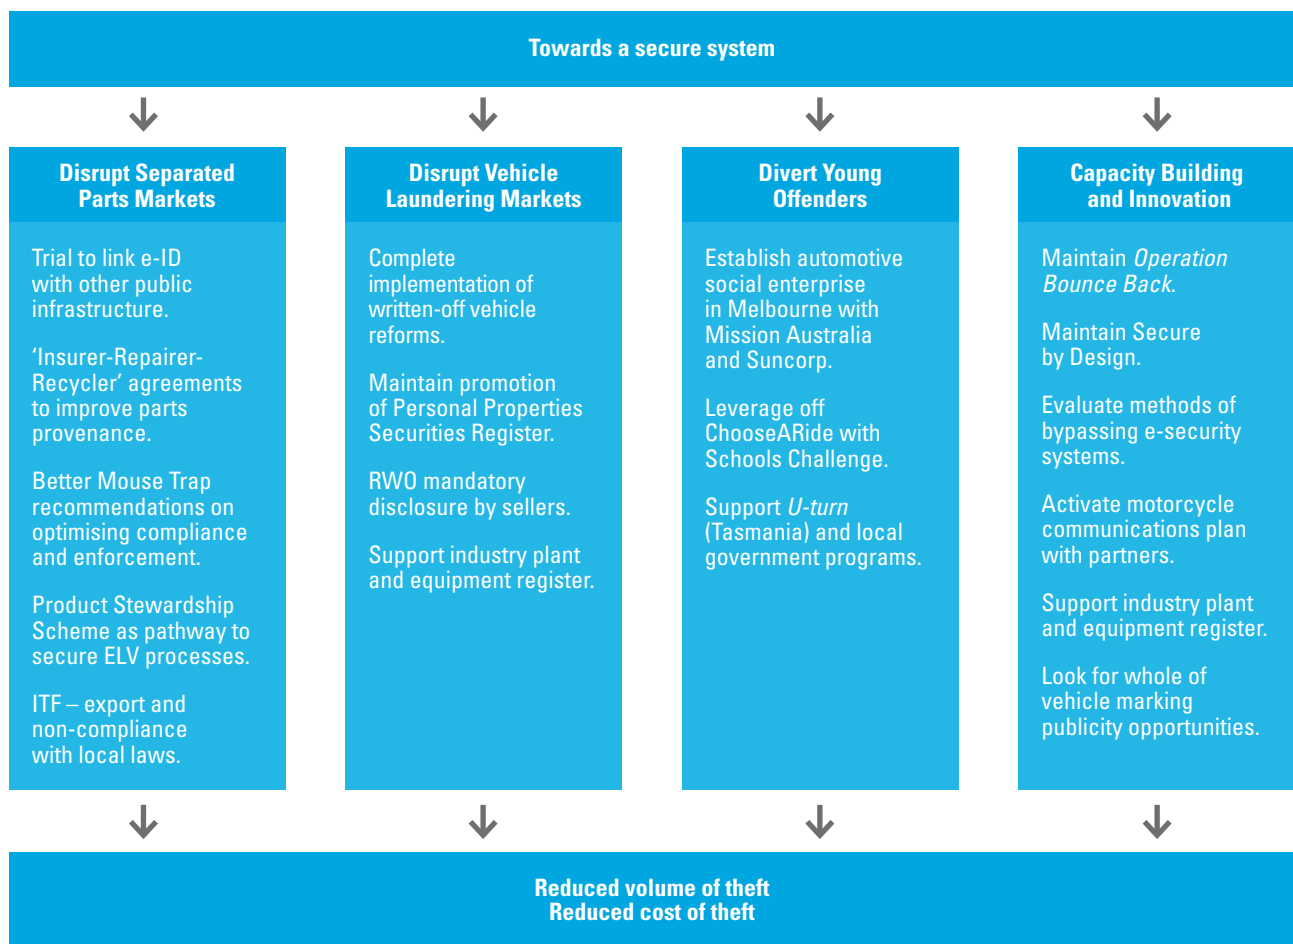 Towards a secure system
Disrupt Separated
Parts Markets
Trial to link e-ID
with other public
infrastructure.
‘Insurer-Repairer-
Recycler’ agreements
to improve parts
provenance.
Better Mouse Trap
recommendations on
optimising compliance
and enforcement.
Product Stewardship
Scheme as pathway to
secure ELV processes.
ITF – export and
non-compliance
with local laws.
Disrupt Vehicle
Laundering Markets
Complete
implementation of
written-off vehicle
reforms.
Maintain promotion
of Personal Properties
Securities Register.
RWO mandatory
disclosure by sellers.
Support industry plant
and equipment register.
Divert Young
Offenders
Establish automotive
social enterprise
in Melbourne with
Mission Australia
and Suncorp.
Leverage off
ChooseARide with
Schools Challenge.
Support U-turn
(Tasmania) and local
government programs.
Capacity Building
and Innovation
Maintain Operation
Bounce Back.
Maintain Secure
by Design.
Evaluate methods of
bypassing e-security
systems.
Activate motorcycle
communications plan
with partners.
Support industry plant
and equipment register.
Look for whole of
vehicle marking
publicity opportunities.
Reduced volume of theft
Reduced cost of theft